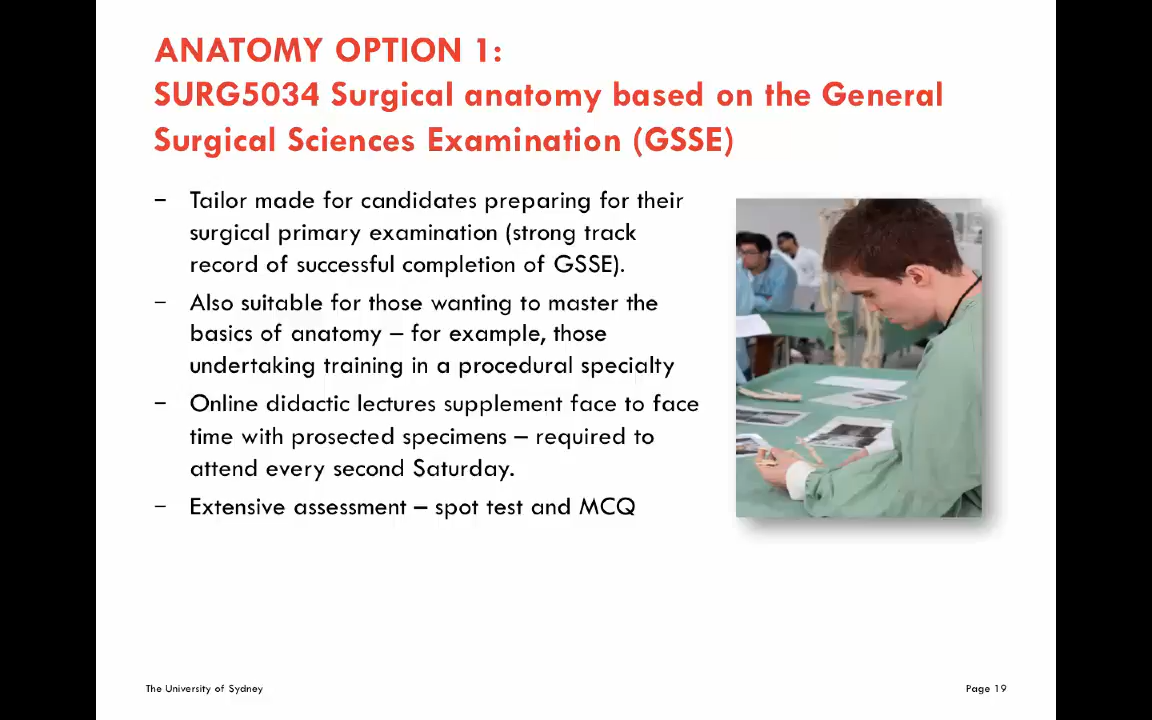 ANATOMY OPTION 1:
SURG5034 Surgical anatomy based on the General
Surgical Sciences Examination (GSSE)
– Tailor made for candidates preparing for their
surgical primary examination (strong track
record of successful completion of GSSE).
– Also suitable for those wanting to master the
basics of anatomy – for example, those
undertaking training in a procedural specialty
– Online didactic lectures supplement face to face
time with prosected specimens – required to
attend every second Saturday.
– Extensive assessment – spot test and MCQ
The University of Sydney
Page 19